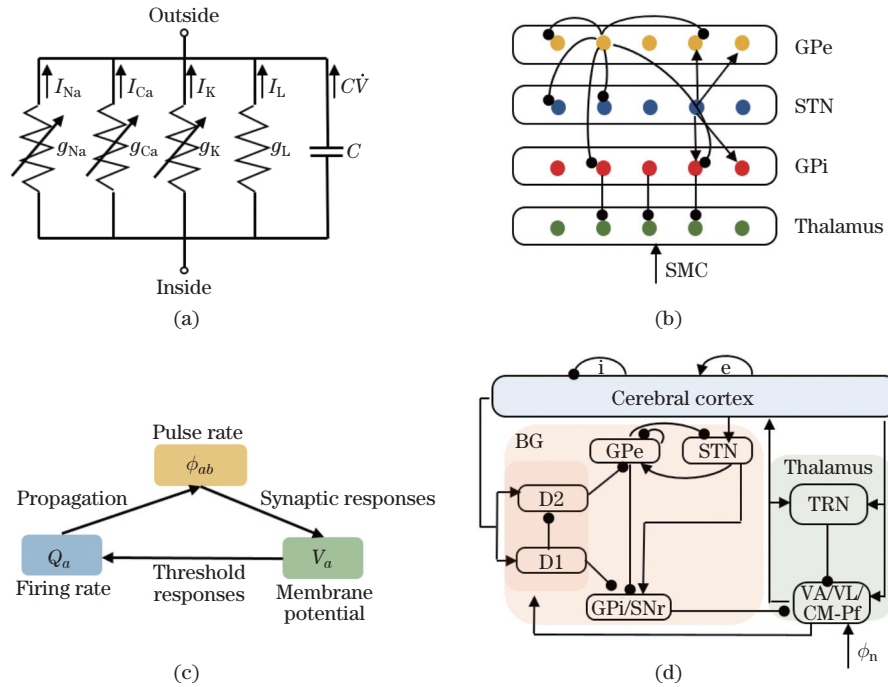 Outside
I_Na
I_Ca
I_K
I_L
CV̇
g_Na
g_Ca
g_K
g_L
C
Inside
(a)
GPe
STN
GPi
Thalamus
SMC
(b)
Pulse rate
ϕ_ab
Propagation
Synaptic responses
Q_a
V_a
Firing rate
Threshold
responses
Membrane
potential
(c)
i
e
Cerebral cortex
BG
GPe
STN
Thalamus
D2
TRN
D1
GPi/SNr
VA/VL/
CM-Pf
ϕ_n
(d)